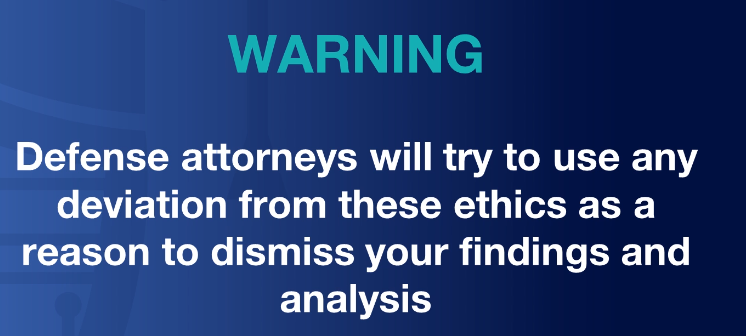 WARNING
Defense attorneys will try to use any
deviation from these ethics as a
reason to dismiss your findings and
analysis